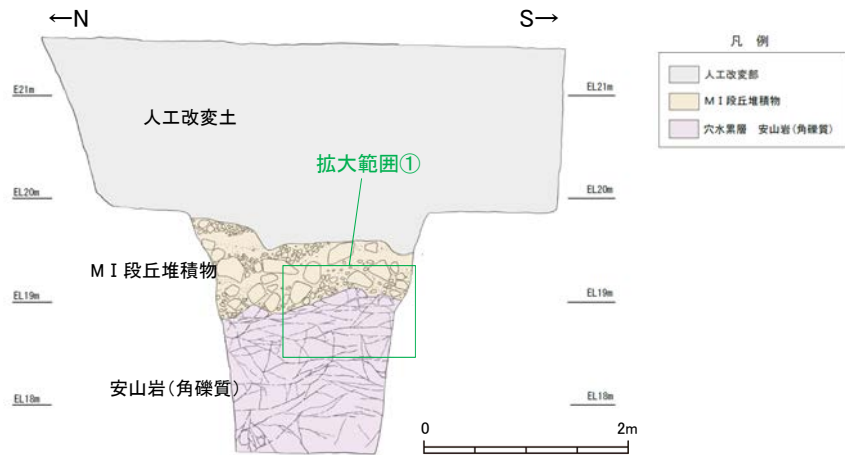 ←N
S→
凡 例
人工改変部
MⅠ段丘堆積物
穴水累層 安山岩(角礫質)
E21m
EL21m
人工改変土
拡大範囲①
EL20m
EL20m
MⅠ段丘堆積物
EL19m
EL19m
安山岩(角礫質)
EL18m
EL18m
0
2m